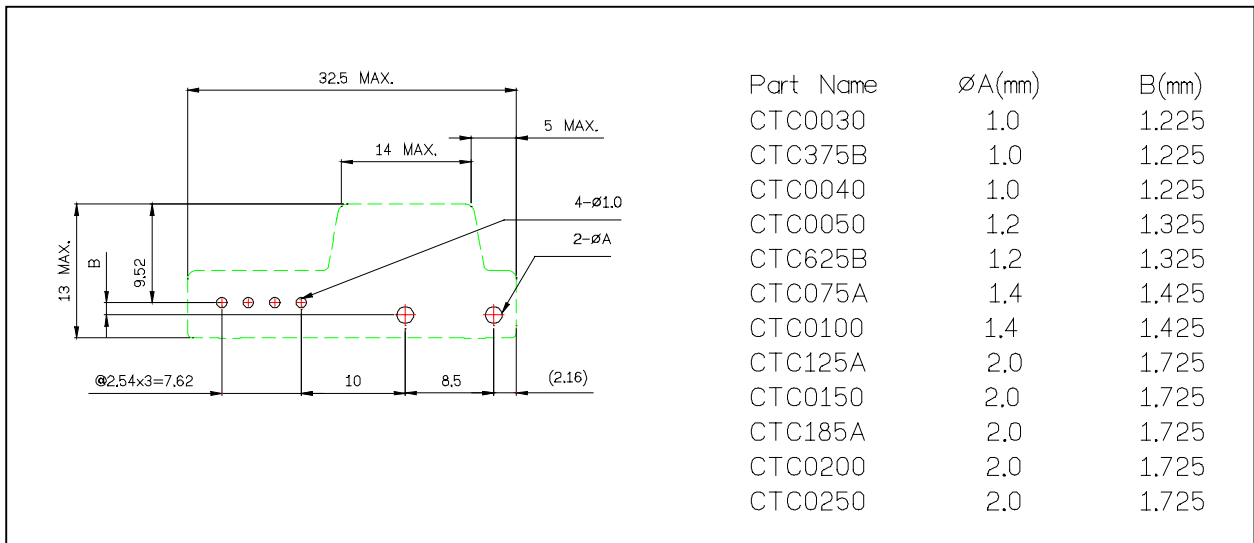 32.5 MAX.
5 MAX.
14 MAX.
4-Ø1.0
2-ØA
13 MAX.
B
9.52
@2.54x3=7.62
10
8.5
(2.16)
Part Name ØA(mm) B(mm)
CTC0030 1.0 1.225
CTC375B 1.0 1.225
CTC0040 1.0 1.225
CTC0050 1.2 1.325
CTC625B 1.2 1.325
CTC075A 1.4 1.425
CTC0100 1.4 1.425
CTC125A 2.0 1.725
CTC0150 2.0 1.725
CTC185A 2.0 1.725
CTC0200 2.0 1.725
CTC0250 2.0 1.725